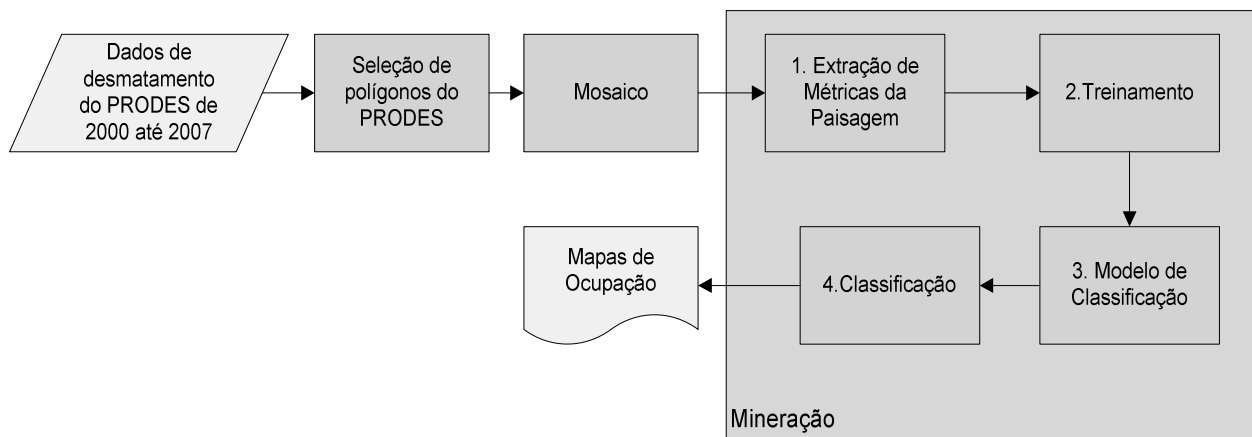 Dados de
desmatamento
do PRODES de
2000 até 2007
Seleção de
polígonos do
PRODES
Mosaico
1. Extração de
Métricas da
Paisagem
2.Treinamento
3. Modelo de
Classificação
4.Classificação
Mapas de
Ocupação
Mineração